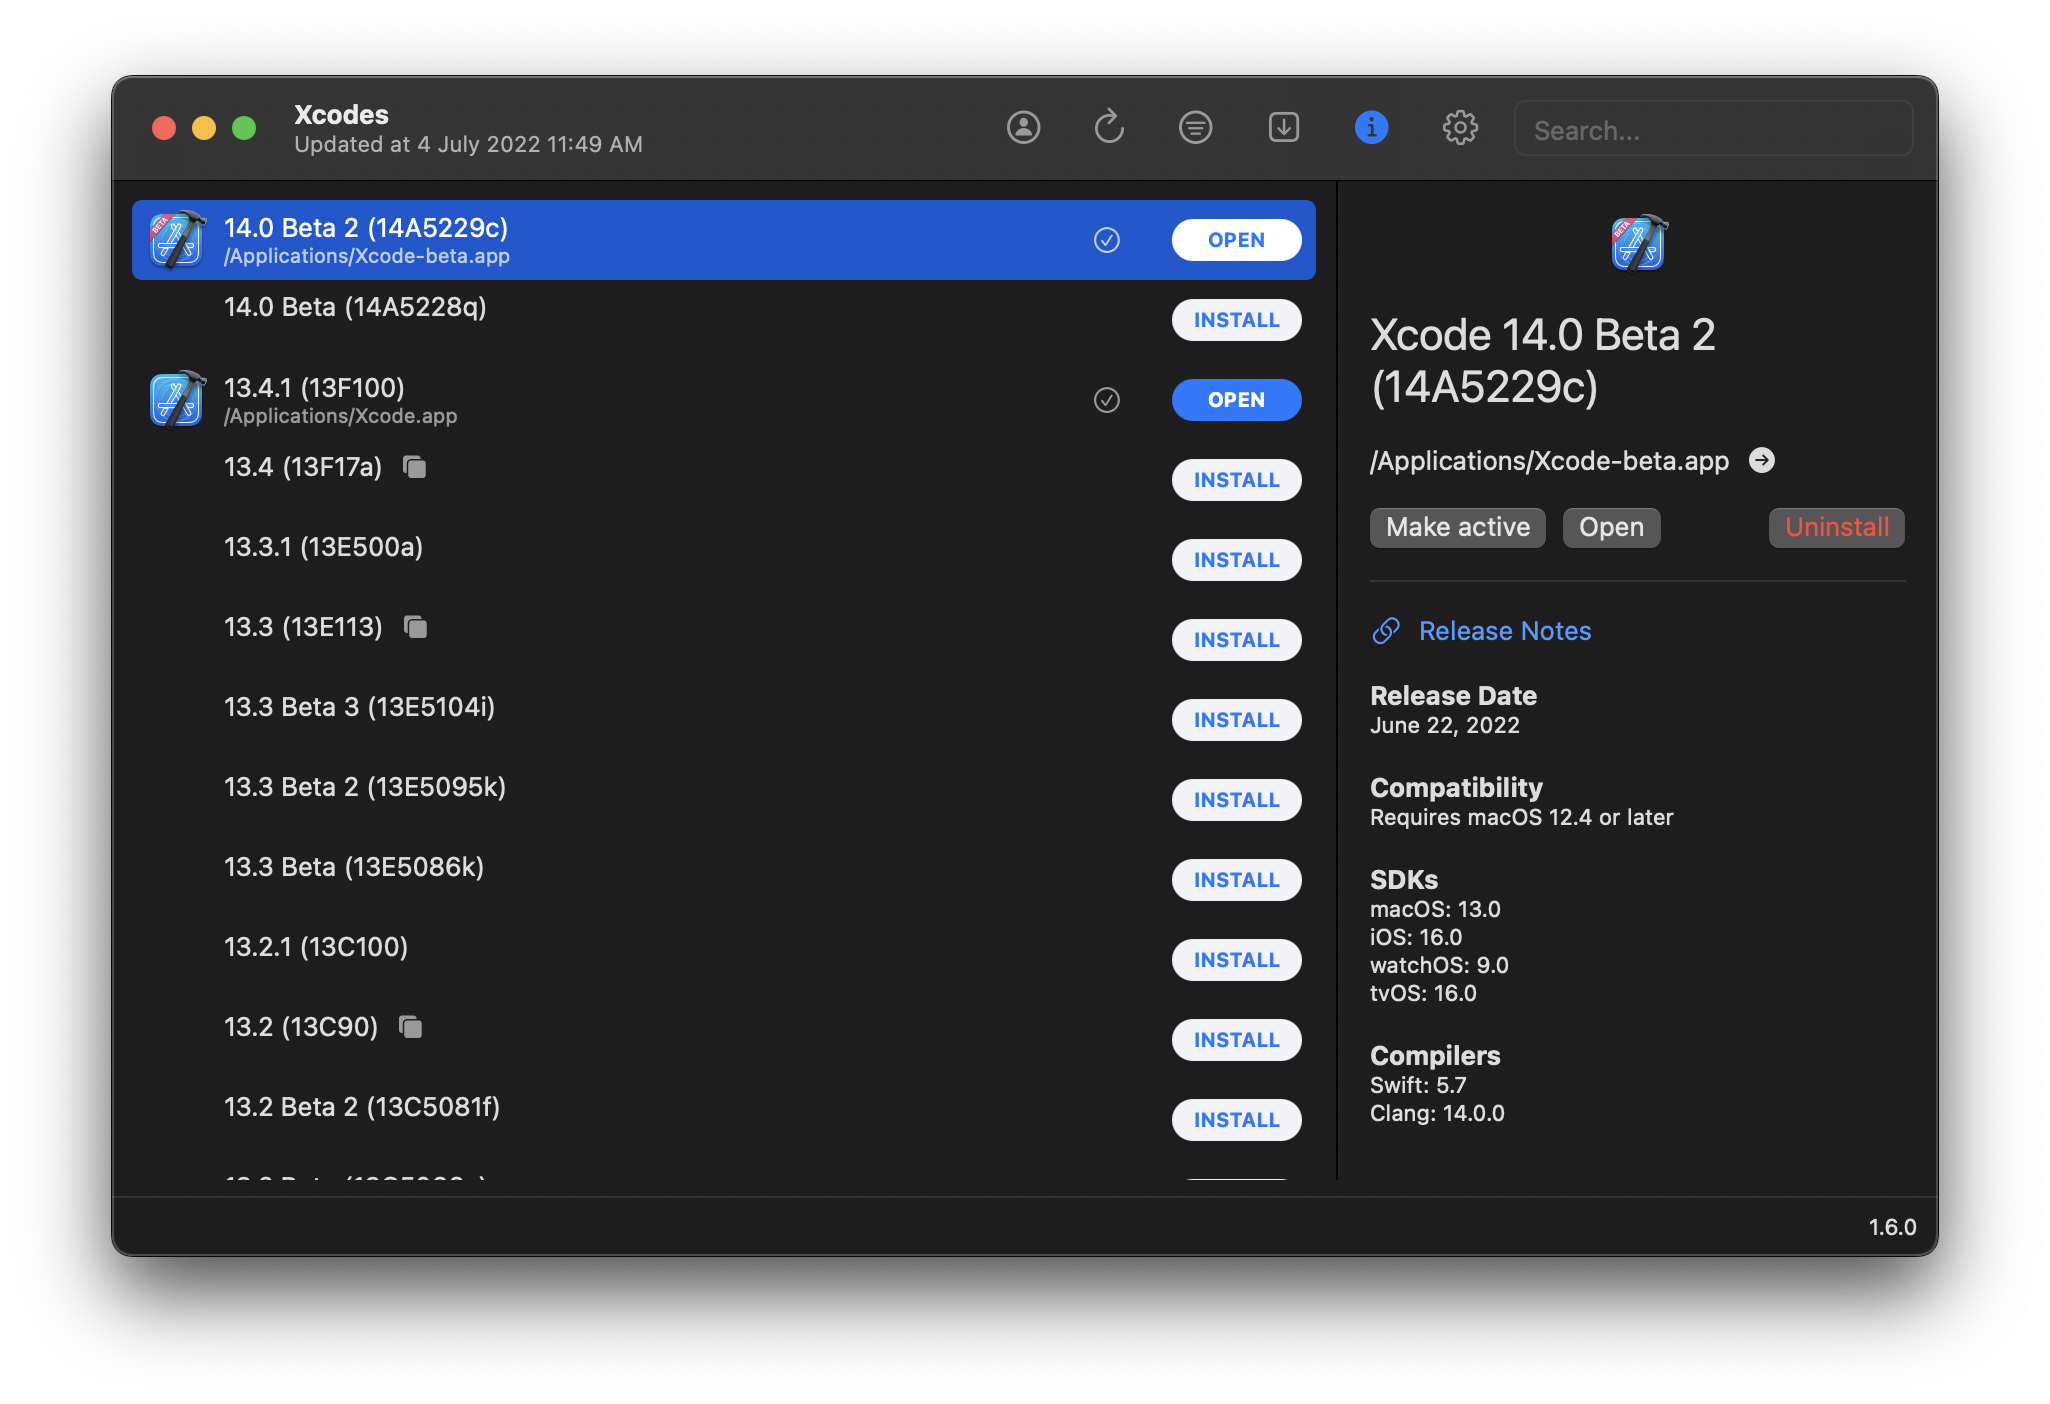 Xcodes
Updated at 4 July 2022 11:49 AM
Search...
14.0 Beta 2 (14A5229c)
/Applications/Xcode-beta.app
OPEN
14.0 Beta (14A5228q)
INSTALL
13.4.1 (13F100)
/Applications/Xcode.app
OPEN
13.4 (13F17a)
INSTALL
13.3.1 (13E500a)
INSTALL
13.3 (13E113)
INSTALL
13.3 Beta 3 (13E5104i)
INSTALL
13.3 Beta 2 (13E5095k)
INSTALL
13.3 Beta (13E5086k)
INSTALL
13.2.1 (13C100)
INSTALL
13.2 (13C90)
INSTALL
13.2 Beta 2 (13C5081f)
INSTALL
Xcode 14.0 Beta 2
(14A5229c)
/Applications/Xcode-beta.app
Make active
Open
Uninstall
Release Notes
Release Date
June 22, 2022
Compatibility
Requires macOS 12.4 or later
SDKs
macOS: 13.0
iOS: 16.0
watchOS: 9.0
tvOS: 16.0
Compilers
Swift: 5.7
Clang: 14.0.0
1.6.0